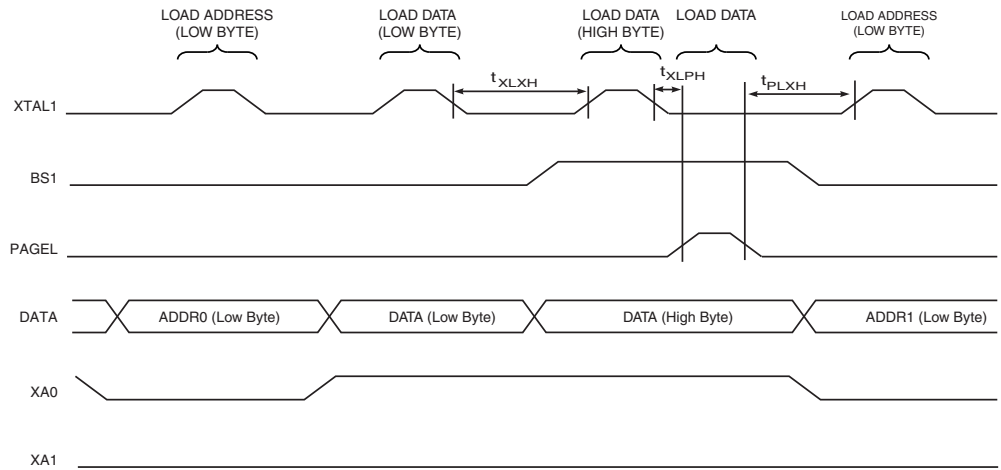 LOAD ADDRESS
(LOW BYTE)
LOAD DATA
(LOW BYTE)
LOAD DATA
(HIGH BYTE)
LOAD DATA
LOAD ADDRESS
(LOW BYTE)
tXLXH
tXLPH
tPLXH
XTAL1
BS1
PAGEL
DATA
ADDR0 (Low Byte)
DATA (Low Byte)
DATA (High Byte)
ADDR1 (Low Byte)
XA0
XA1